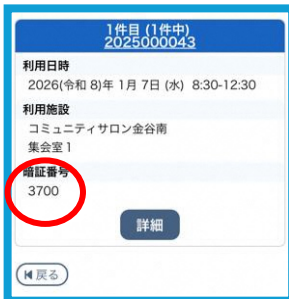 1件目 (1件中)
2025000043
利用日時
2026(令和 8)年 1月 7日 (水)  8:30-12:30
利用施設
コミュニティサロン金谷南
集会室1
暗証番号
3700
詳細
戻る